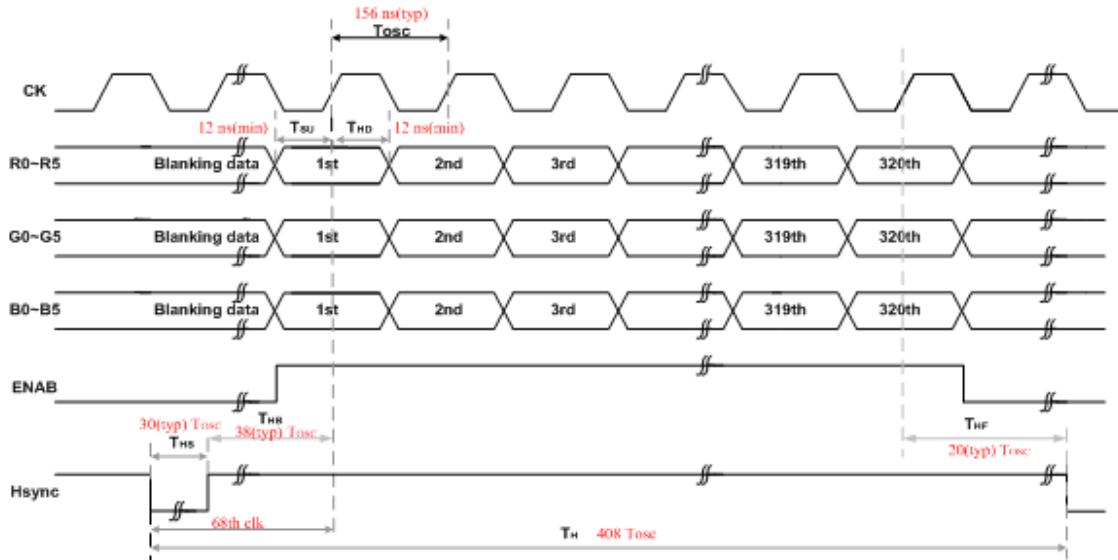 156 ns(typ)
Tosc
CK
12 ns(min) TSU THD 12 ns(min)
R0~R5 Blanking data 1st 2nd 3rd 319th 320th
G0~G5 Blanking data 1st 2nd 3rd 319th 320th
B0~B5 Blanking data 1st 2nd 3rd 319th 320th
ENAB
30(typ) Tosc THB THF
THS 38(typ) Tosc 20(typ) Tosc
Hsync
68th clk
TH 408 Tosc